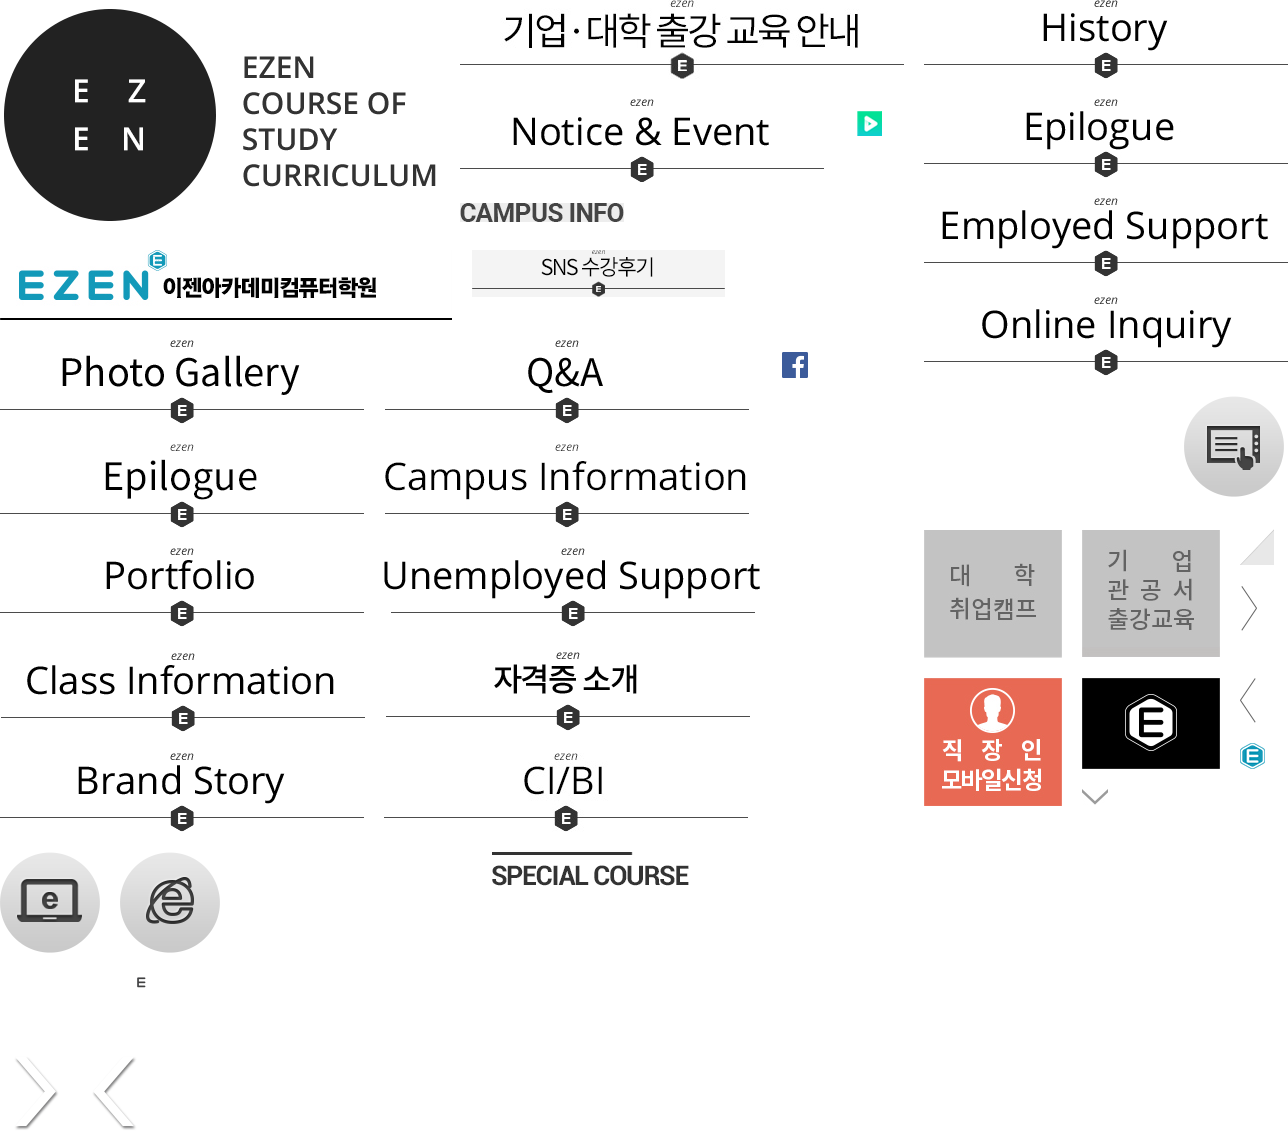 E Z
E N
EZEN
COURSE OF
STUDY
CURRICULUM
ezen
기업·대학 출강 교육 안내
E
ezen
Notice & Event
E
CAMPUS INFO
ezen
SNS 수강후기
E
ezen
History
E
ezen
Epilogue
E
ezen
Employed Support
E
ezen
Online Inquiry
E
EZEN E 이젠아카데미컴퓨터학원
ezen
Photo Gallery
E
ezen
Q&A
E
f
ezen
Epilogue
E
ezen
Campus Information
E
ezen
Portfolio
E
ezen
Unemployed Support
E
ezen
Class Information
E
ezen
자격증 소개
E
ezen
Brand Story
E
ezen
CI/BI
E
대 학
취업캠프
기 업
관 공 서
출강교육
직 장 인
모바일신청
E
E
SPECIAL COURSE
e
e
E